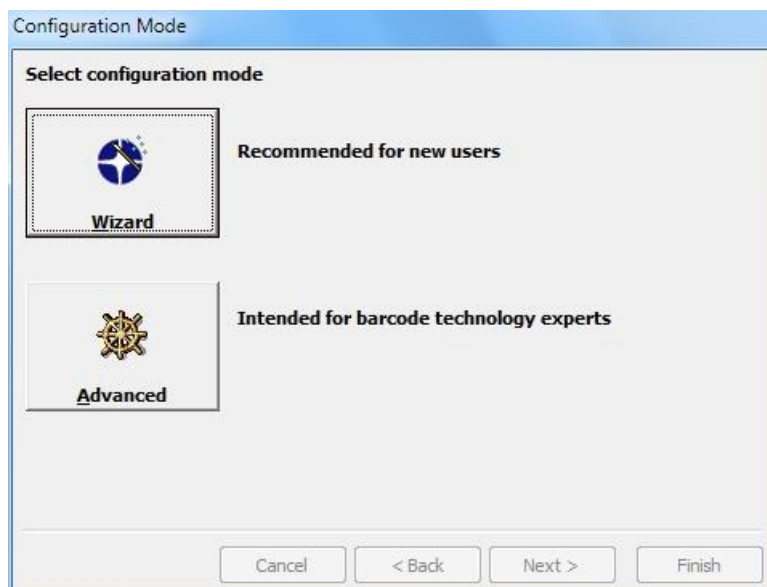 Configuration Mode
Select configuration mode
Recommended for new users
Wizard
Intended for barcode technology experts
Advanced
Cancel
< Back
Next >
Finish